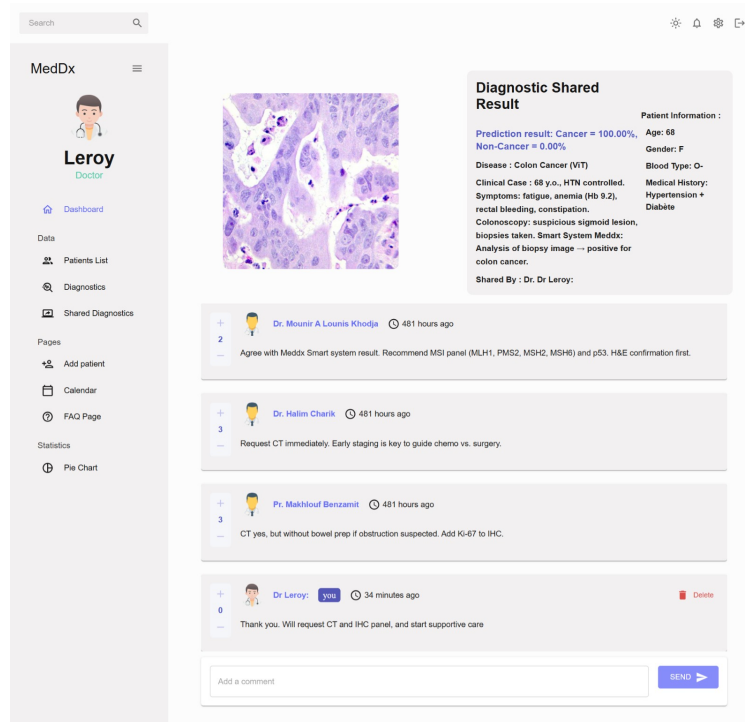 Search
MedDx
Leroy
Doctor
Dashboard
Data
Patients List
Diagnostics
Shared Diagnostics
Pages
Add patient
Calendar
FAQ Page
Statistics
Pie Chart
Diagnostic Shared
Result
Prediction result: Cancer = 100.00%,
Non-Cancer = 0.00%
Disease : Colon Cancer (ViT)
Clinical Case : 68 y.o., HTN controlled.
Symptoms: fatigue, anemia (Hb 9.2),
rectal bleeding, constipation.
Colonoscopy: suspicious sigmoid lesion,
biopsies taken. Smart System Meddx:
Analysis of biopsy image → positive for
colon cancer.
Shared By : Dr. Dr Leroy:
Patient Information :
Age: 68
Gender: F
Blood Type: O-
Medical History:
Hypertension +
Diabète
+
2
—
Dr. Mounir A Lounis Khodja 481 hours ago
Agree with Meddx Smart system result. Recommend MSI panel (MLH1, PMS2, MSH2, MSH6) and p53. H&E confirmation first.
+
3
—
Dr. Halim Charik 481 hours ago
Request CT immediately. Early staging is key to guide chemo vs. surgery.
+
3
—
Pr. Makhlouf Benzamit 481 hours ago
CT yes, but without bowel prep if obstruction suspected. Add Ki-67 to IHC.
+
0
—
Dr Leroy: you 34 minutes ago
Delete
Thank you. Will request CT and IHC panel, and start supportive care
Add a comment
SEND